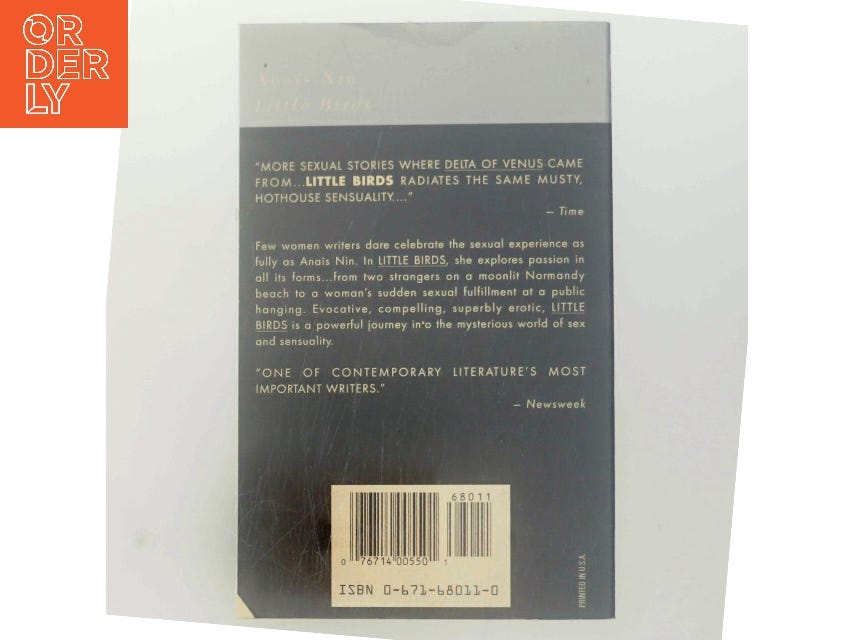 OR
DER
LY
Anaïs Nin
Little Birds
"MORE SEXUAL STORIES WHERE DELTA OF VENUS CAME
FROM...LITTLE BIRDS RADIATES THE SAME MUSTY,
HOTHOUSE SENSUALITY...."
— Time
Few women writers dare celebrate the sexual experience as
fully as Anaïs Nin. In LITTLE BIRDS, she explores passion in
all its forms...from two strangers on a moonlit Normandy
beach to a woman's sudden sexual fulfillment at a public
hanging. Evocative, compelling, superbly erotic, LITTLE
BIRDS is a powerful journey into the mysterious world of sex
and sensuality.
"ONE OF CONTEMPORARY LITERATURE'S MOST
IMPORTANT WRITERS."
— Newsweek
68011
0 76714 00550 1
ISBN 0-671-68011-0
PRINTED IN U.S.A.